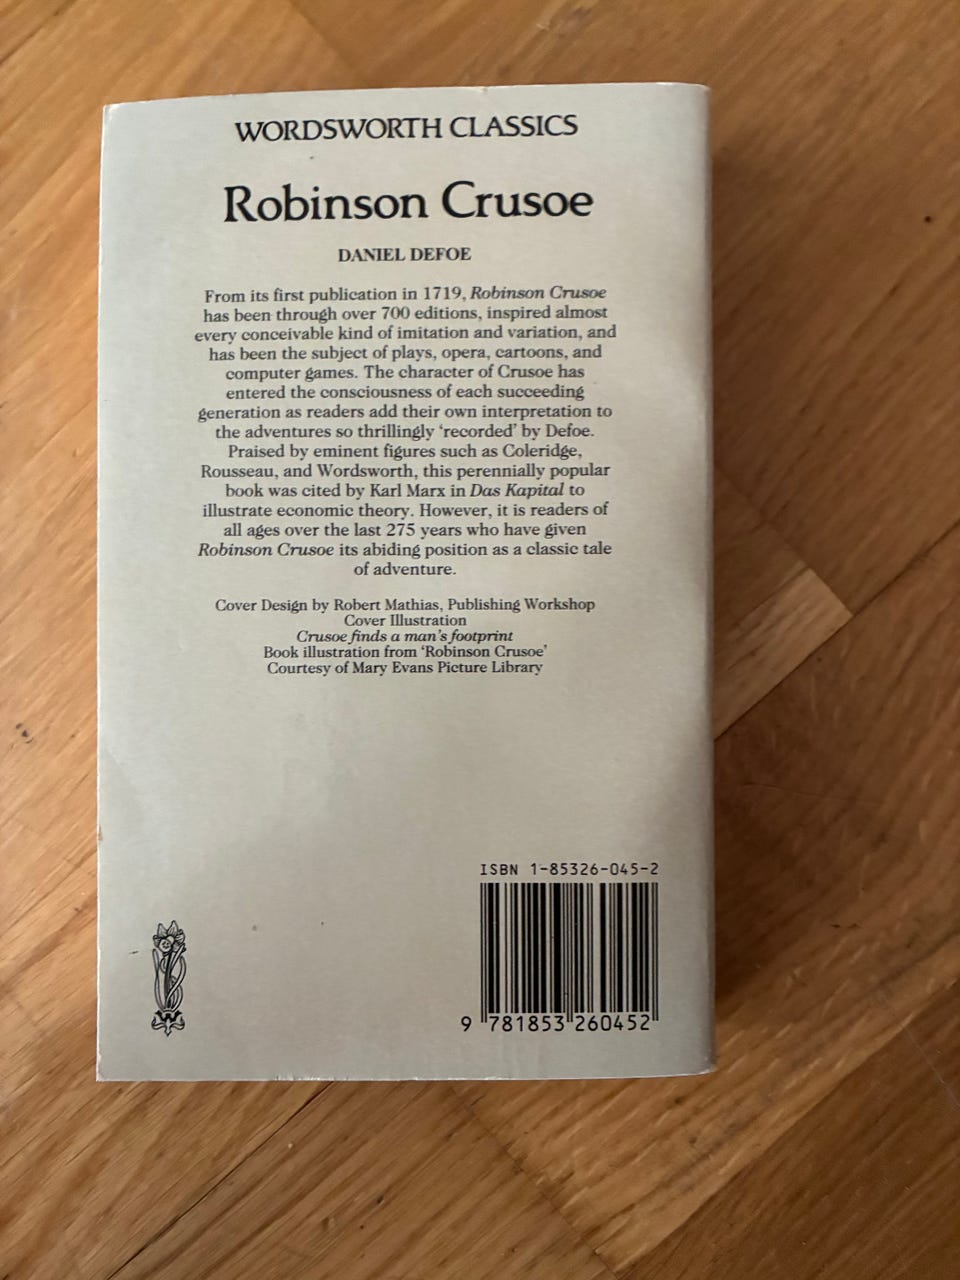 WORDSWORTH CLASSICS
Robinson Crusoe
DANIEL DEFOE
From its first publication in 1719, Robinson Crusoe
has been through over 700 editions, inspired almost
every conceivable kind of imitation and variation, and
has been the subject of plays, opera, cartoons, and
computer games. The character of Crusoe has
entered the consciousness of each succeeding
generation as readers add their own interpretation to
the adventures so thrillingly ‘recorded’ by Defoe.
Praised by eminent figures such as Coleridge,
Rousseau, and Wordsworth, this perennially popular
book was cited by Karl Marx in Das Kapital to
illustrate economic theory. However, it is readers of
all ages over the last 275 years who have given
Robinson Crusoe its abiding position as a classic tale
of adventure.
Cover Design by Robert Mathias, Publishing Workshop
Cover Illustration
Crusoe finds a man’s footprint
Book illustration from ‘Robinson Crusoe’
Courtesy of Mary Evans Picture Library
ISBN 1-85326-045-2
9 781853 260452